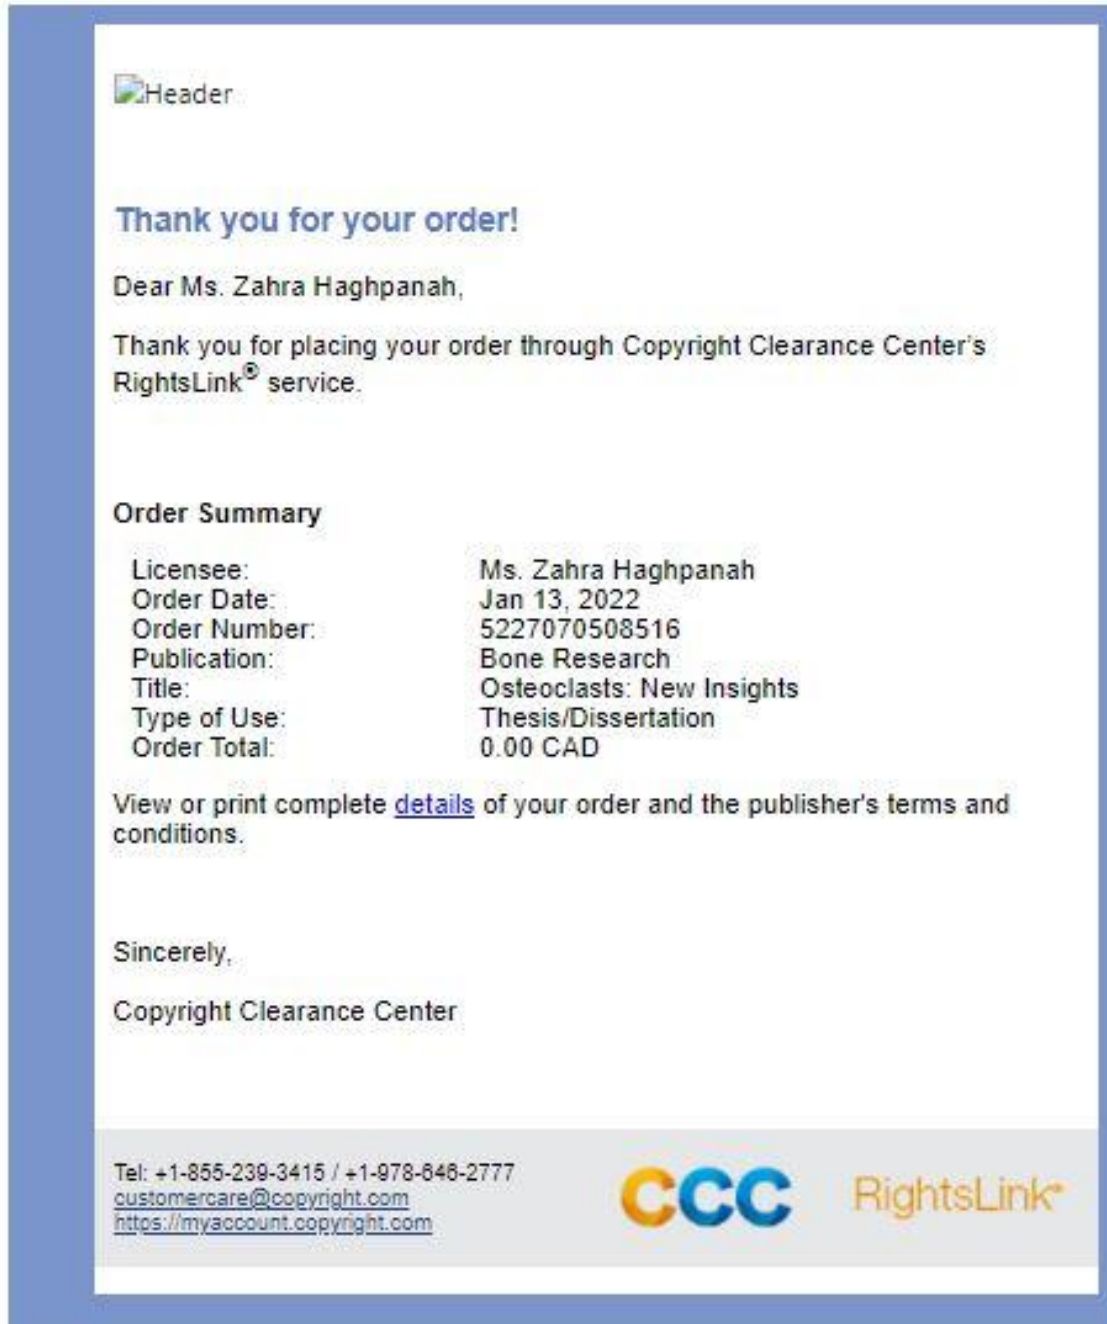 Header
Thank you for your order!
Dear Ms. Zahra Haghpanah,
Thank you for placing your order through Copyright Clearance Center's
RightsLink® service.
Order Summary
Licensee: Ms. Zahra Haghpanah
Order Date: Jan 13, 2022
Order Number: 5227070508516
Publication: Bone Research
Title: Osteoclasts: New Insights
Type of Use: Thesis/Dissertation
Order Total: 0.00 CAD
View or print complete details of your order and the publisher's terms and
conditions.
Sincerely,
Copyright Clearance Center
Tel: +1-855-239-3415 / +1-978-646-2777
customercare@copyright.com
https://myaccount.copyright.com
CCC RightsLink®